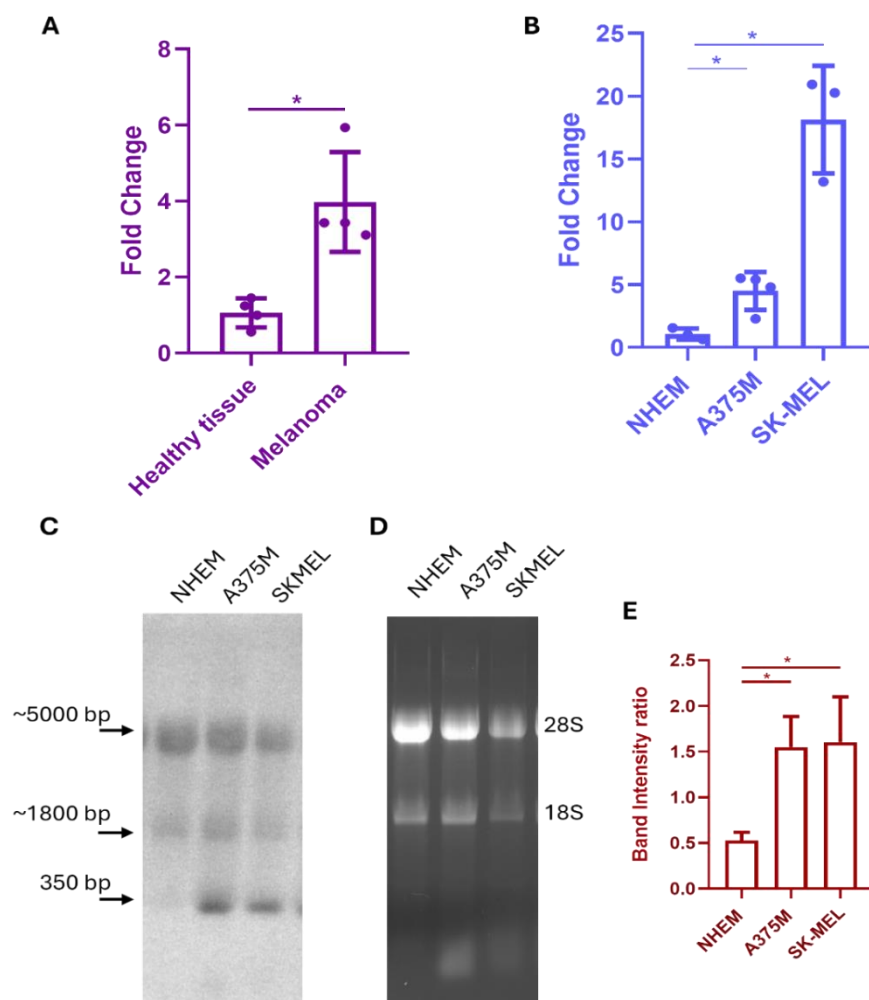 A
Fold Change
8
6
4
2
0
*
Healthy tissue
Melanoma
B
Fold Change
25
20
15
10
5
0
*
*
NHEM
A375M
SK-MEL
C
NHEM
A375M
SKMEL
~5000 bp
~1800 bp
350 bp
D
NHEM
A375M
SKMEL
28S
18S
E
Band Intensity ratio
2.5
2.0
1.5
1.0
0.5
0.0
*
*
NHEM
A375M
SK-MEL